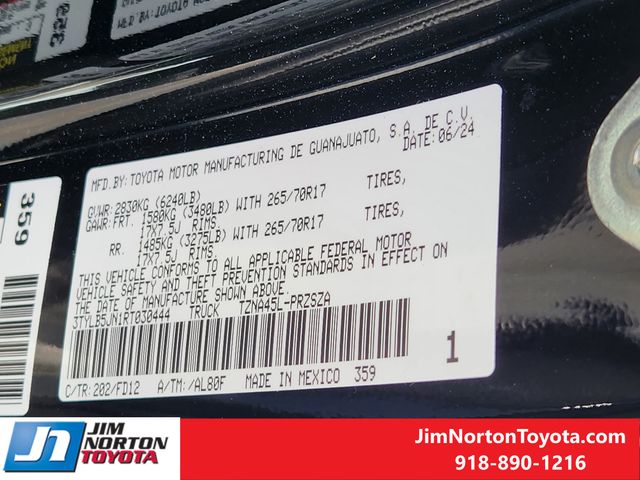 359
MFD.BY:TOYOTA MOTOR MANUFACTURING DE GUANAJUATO, S.A. DE C.V.
DATE:06/24
GVWR:2830KG (6240LB)
GAWR:FRT. 1580KG (3480LB) WITH 265/70R17 TIRES,
17X7.5J RIMS.
RR. 1485KG (3275LB) WITH 265/70R17 TIRES,
17X7.5J RIMS.
THIS VEHICLE CONFORMS TO ALL APPLICABLE FEDERAL MOTOR
VEHICLE SAFETY AND THEFT PREVENTION STANDARDS IN EFFECT ON
THE DATE OF MANUFACTURE SHOWN ABOVE.
3TYLB5JN1RT030444 TRUCK TZNA45L-PRZSZA
1
C/TR:202/FD12 A/TM:/AL80F MADE IN MEXICO 359
JN
JIM
NORTON
TOYOTA
JimNortonToyota.com
918-890-1216